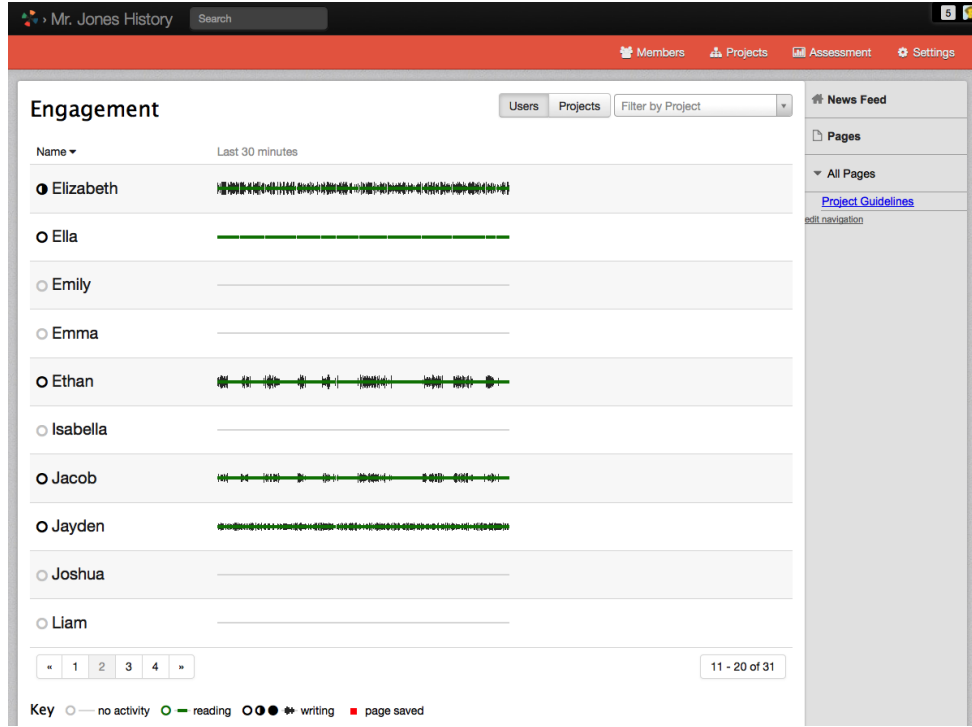 › Mr. Jones History Search 5
Members Projects Assessment Settings
Engagement Users Projects Filter by Project
News Feed
Pages
Name Last 30 minutes
All Pages
Elizabeth
Project Guidelines
edit navigation
Ella
Emily
Emma
Ethan
Isabella
Jacob
Jayden
Joshua
Liam
« 1 2 3 4 » 11 - 20 of 31
Key no activity reading writing page saved